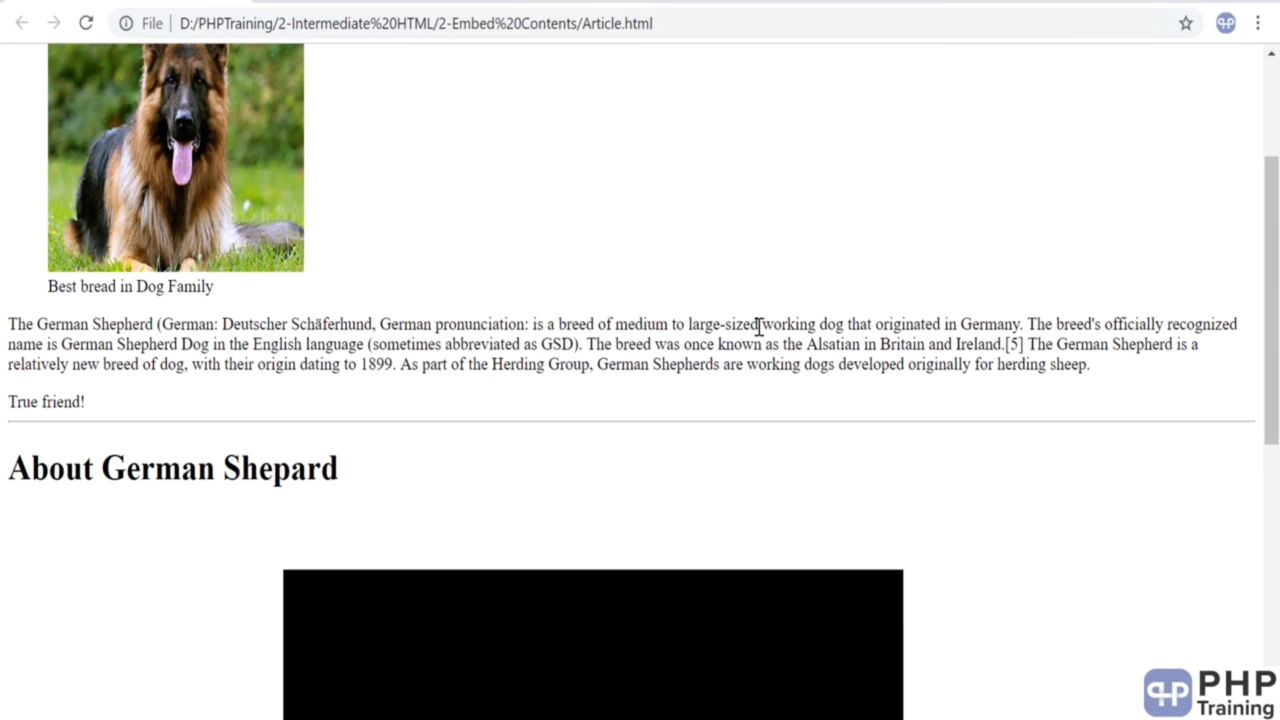 File | D:/PHPTraining/2-Intermediate%20HTML/2-Embed%20Contents/Article.html
Best bread in Dog Family
The German Shepherd (German: Deutscher Schäferhund, German pronunciation: is a breed of medium to large-sized working dog that originated in Germany. The breed's officially recognized
name is German Shepherd Dog in the English language (sometimes abbreviated as GSD). The breed was once known as the Alsatian in Britain and Ireland.[5] The German Shepherd is a
relatively new breed of dog, with their origin dating to 1899. As part of the Herding Group, German Shepherds are working dogs developed originally for herding sheep.
True friend!
About German Shepard
PHP
Training